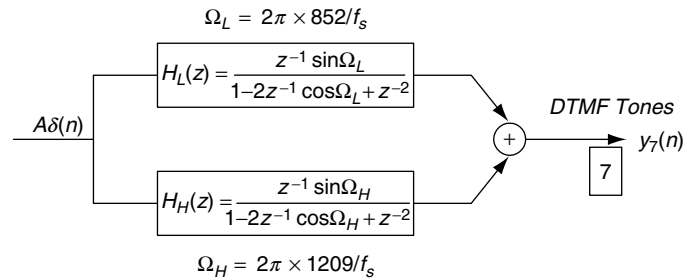 Ω_L = 2π × 852/f_s
H_L(z) = z⁻¹ sinΩ_L / 1–2z⁻¹ cosΩ_L + z⁻²
DTMF Tones
Aδ(n)
+
y₇(n)
7
H_H(z) = z⁻¹ sinΩ_H / 1–2z⁻¹ cosΩ_H + z⁻²
Ω_H = 2π × 1209/f_s